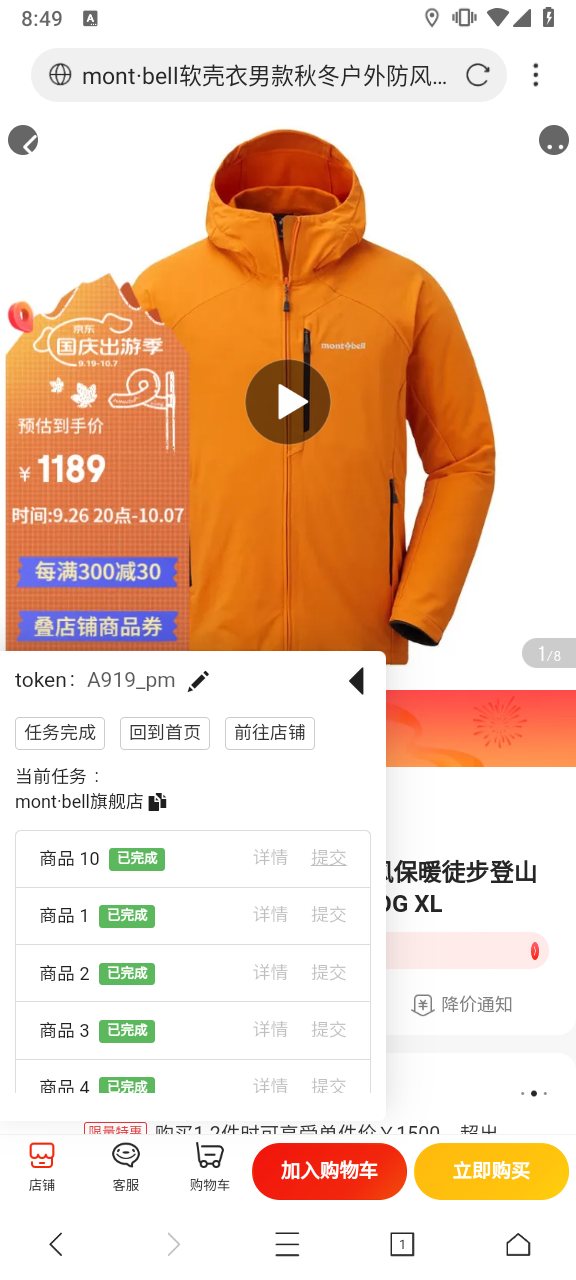 8:49
A
mont·bell软壳衣男款秋冬户外防风...
mont·bell
京东
国庆出游季
9.19-10.7
预估到手价
￥1189
时间:9.26 20点-10.07
每满300减30
叠店铺商品券
1/8
token： A919_pm
任务完成
回到首页
前往店铺
当前任务 :
mont·bell旗舰店
商品 10 已完成 详情 提交
商品 1 已完成 详情 提交
商品 2 已完成 详情 提交
商品 3 已完成 详情 提交
商品 4 已完成 详情 提交
风保暖徒步登山
OG XL
降价通知
限量特惠 购买1-2件时可享受单件价￥1500，超出
店铺
客服
购物车
加入购物车
立即购买
1